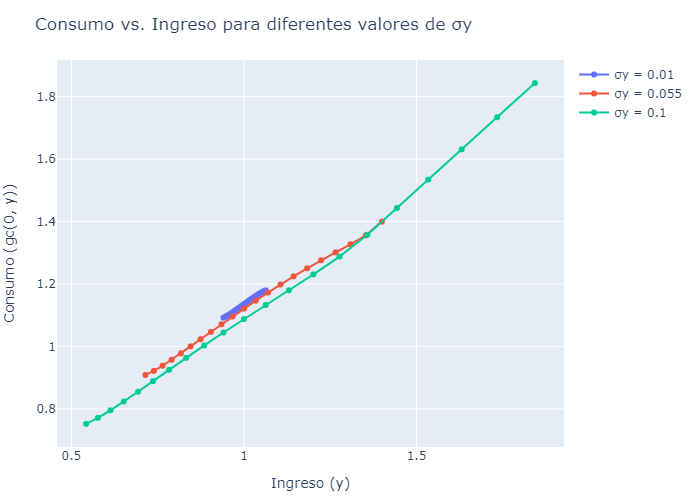 Consumo vs. Ingreso para diferentes valores de σy
σy = 0.01
σy = 0.055
σy = 0.1
Consumo (gc(0, y))
1.8
1.6
1.4
1.2
1
0.8
0.5
1
1.5
Ingreso (y)